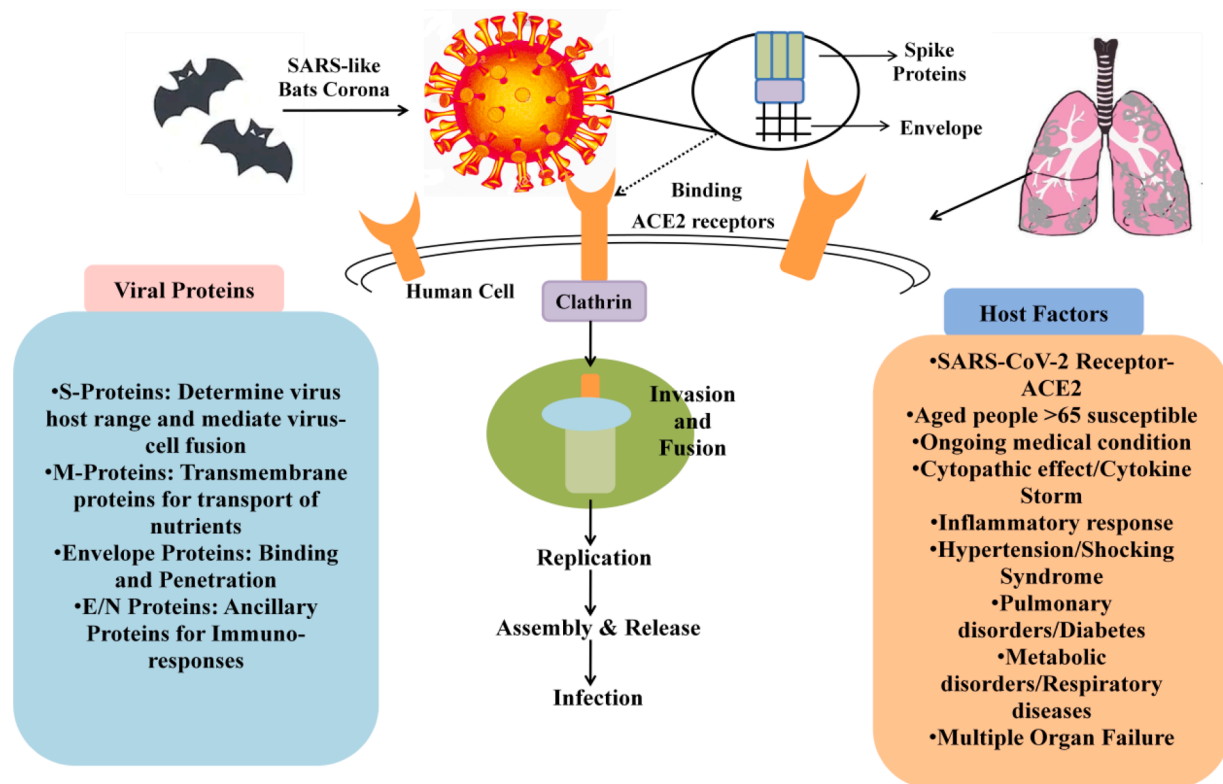 SARS-like
Bats Corona
Spike
Proteins
Envelope
Binding
ACE2 receptors
Human Cell
Clathrin
Invasion
and
Fusion
Replication
Assembly & Release
Infection
Viral Proteins
•S-Proteins: Determine virus
host range and mediate virus-
cell fusion
•M-Proteins: Transmembrane
proteins for transport of
nutrients
•Envelope Proteins: Binding
and Penetration
•E/N Proteins: Ancillary
Proteins for Immuno-
responses
Host Factors
•SARS-CoV-2 Receptor-
ACE2
•Aged people >65 susceptible
•Ongoing medical condition
•Cytopathic effect/Cytokine
Storm
•Inflammatory response
•Hypertension/Shocking
Syndrome
•Pulmonary
disorders/Diabetes
•Metabolic
disorders/Respiratory
diseases
•Multiple Organ Failure